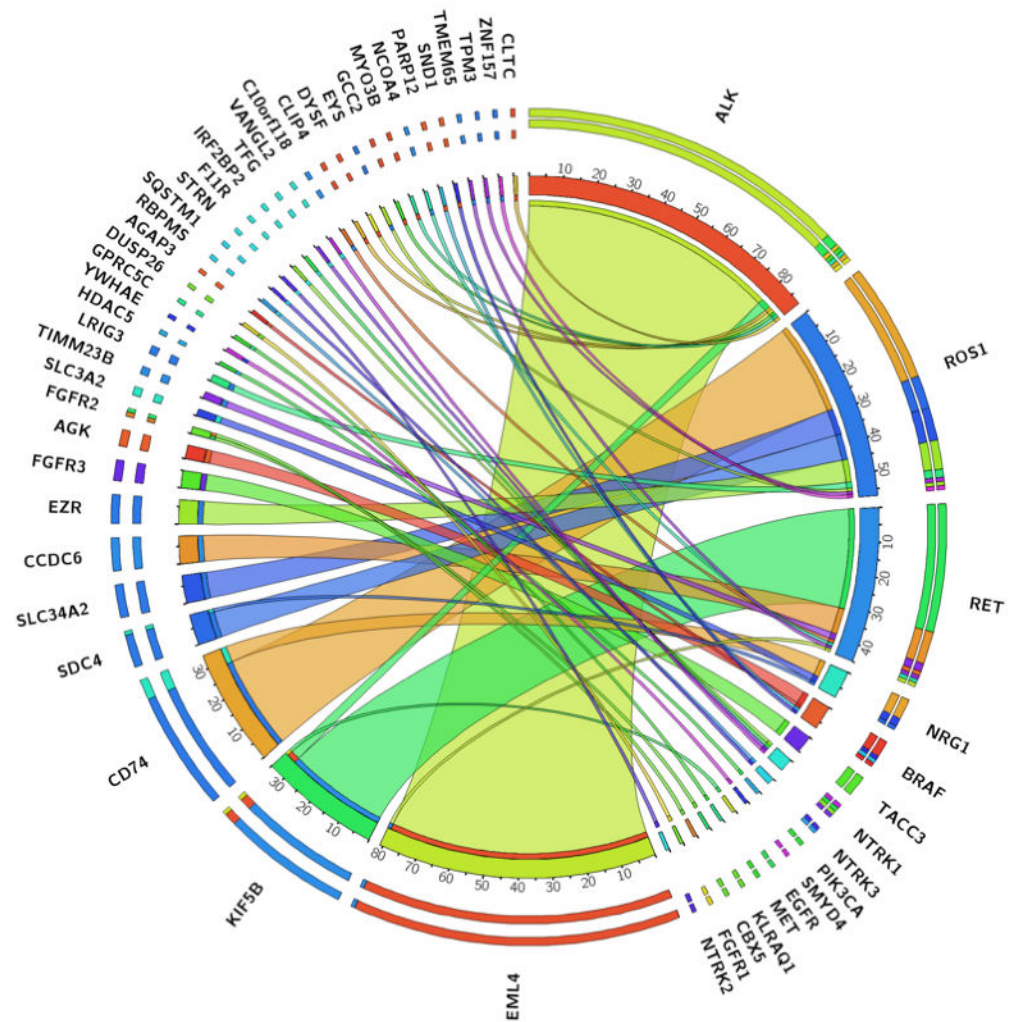 CLTC
ZNF157
TPM3
TMEM65
SND1
PARP12
NCOA4
MYO3B
GCC2
EYS
DYSF
CLIP4
C10orf118
VANGL2
TFG
IRF2BP2
F11R
STRN
SQSTM1
RBPMS
AGAP3
DUSP26
GPRC5C
YWHAE
HDAC5
LRIG3
TIMM23B
SLC3A2
FGFR2
AGK
FGFR3
EZR
CCDC6
SLC34A2
SDC4
CD74
KIF5B
EML4
ALK
ROS1
RET
NRG1
BRAF
TACC3
NTRK1
NTRK3
PIK3CA
SMYD4
EGFR
MET
KLRAQ1
CBX5
FGFR1
NTRK2
10 20 30 40 50 60 70 80
10 20 30 40 50
10 20 30 40
10 20 30 40 50 60 70 80
10 20 30
10 20 30